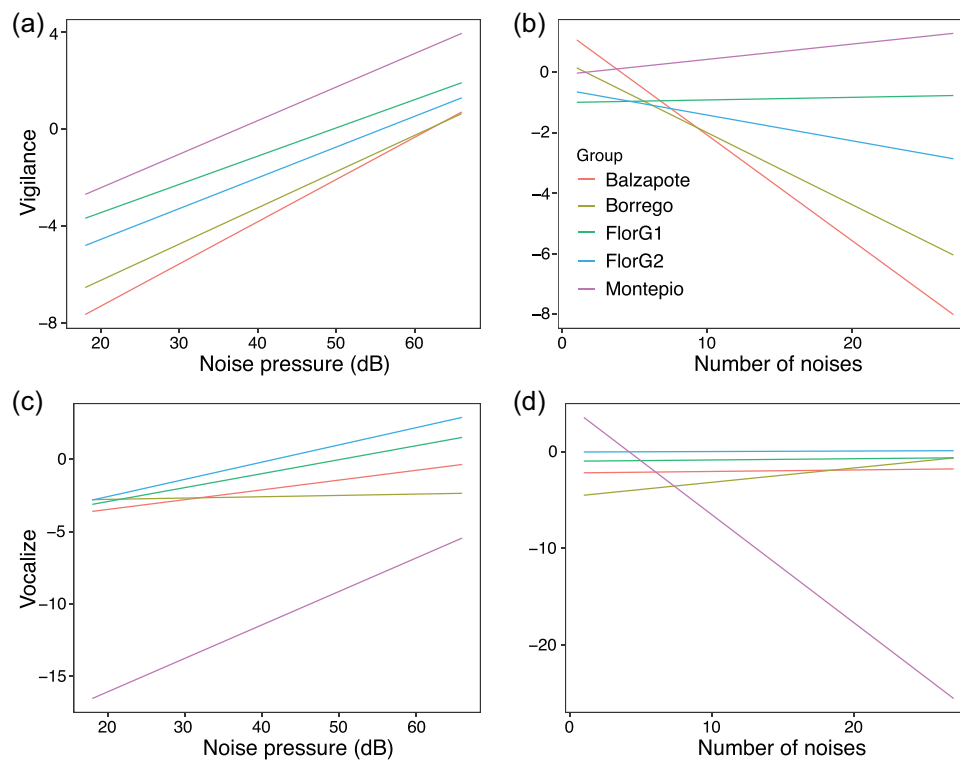 (a)
4
0
−4
−8
Vigilance
20 30 40 50 60
Noise pressure (dB)
(b)
0
−2
−4
−6
−8
Group
Balzapote
Borrego
FlorG1
FlorG2
Montepio
0 10 20
Number of noises
(c)
0
−5
−10
−15
Vocalize
20 30 40 50 60
Noise pressure (dB)
(d)
0
−10
−20
0 10 20
Number of noises